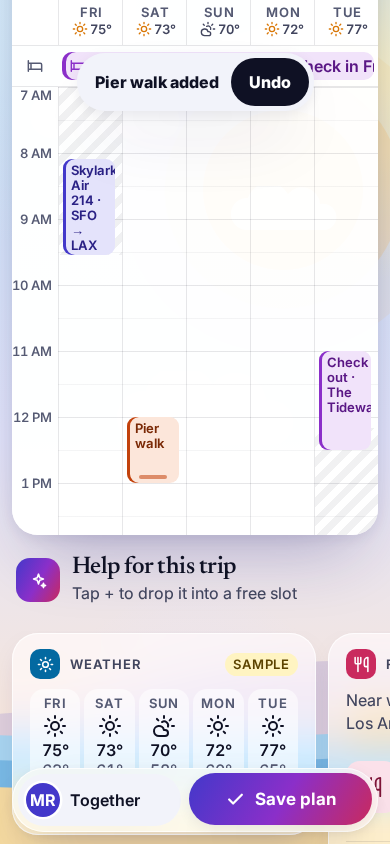 FRI SAT SUN MON TUE
75° 73° 70° 72° 77°
Pier walk added Undo
7 AM
8 AM
Skylark
Air
214 ·
SFO
→
LAX
9 AM
10 AM
11 AM
Check
out ·
The
12 PM
Pier
walk
1 PM
Help for this trip
Tap + to drop it into a free slot
WEATHER SAMPLE
FRI SAT SUN MON TUE
75° 73° 70° 72° 77°
Near
Los
MR Together Save plan